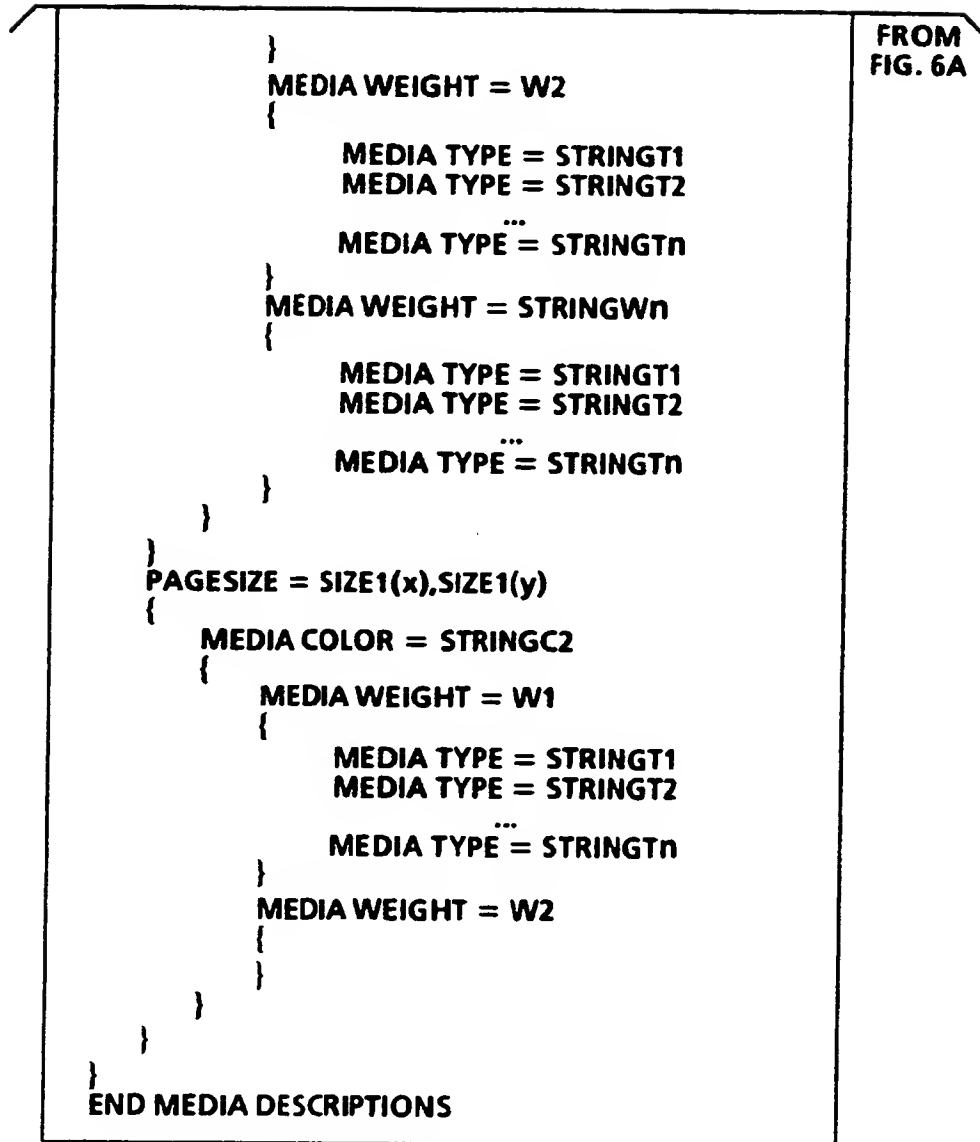 FROM
FIG. 6A
}
MEDIA WEIGHT = W2
{
MEDIA TYPE = STRINGT1
MEDIA TYPE = STRINGT2
...
MEDIA TYPE = STRINGTn
}
MEDIA WEIGHT = STRINGWn
{
MEDIA TYPE = STRINGT1
MEDIA TYPE = STRINGT2
...
MEDIA TYPE = STRINGTn
}
}
}
PAGESIZE = SIZE1(x),SIZE1(y)
{
MEDIA COLOR = STRINGC2
{
MEDIA WEIGHT = W1
{
MEDIA TYPE = STRINGT1
MEDIA TYPE = STRINGT2
...
MEDIA TYPE = STRINGTn
}
MEDIA WEIGHT = W2
{
}
}
}
}
END MEDIA DESCRIPTIONS